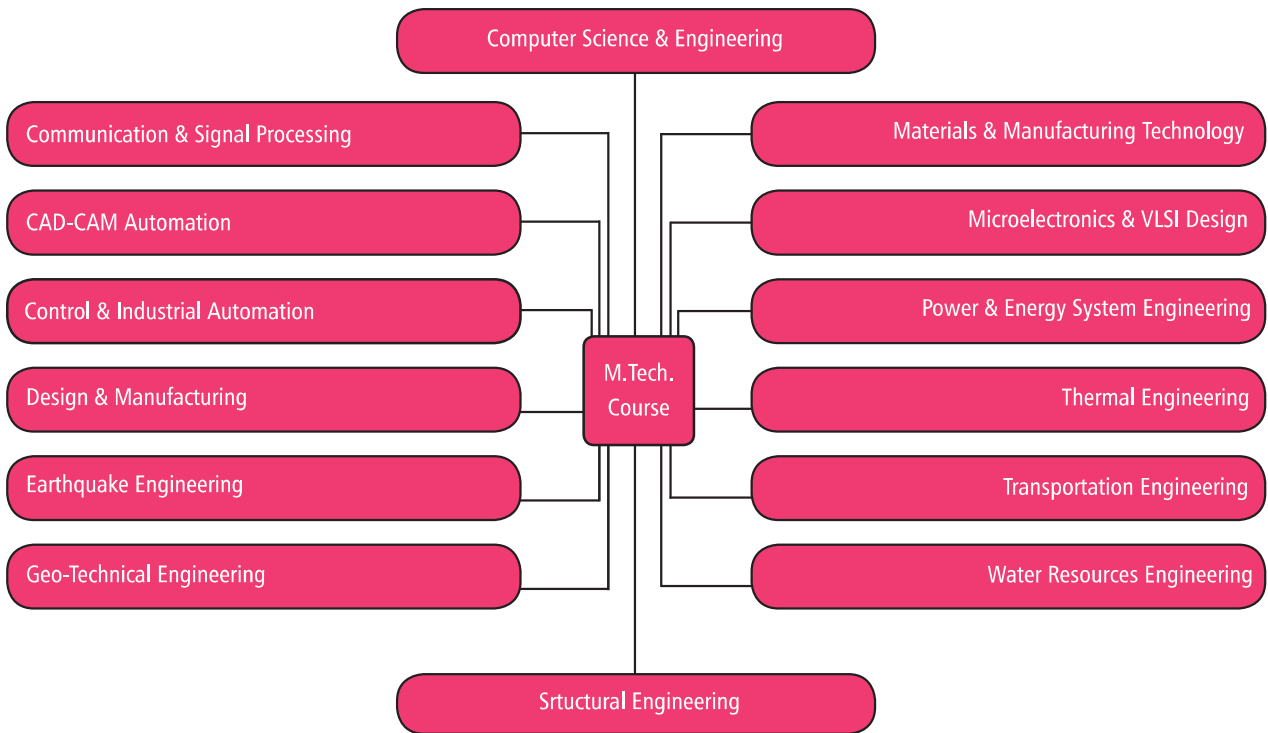 Computer Science & Engineering
Communication & Signal Processing
CAD-CAM Automation
Control & Industrial Automation
Design & Manufacturing
Earthquake Engineering
Geo-Technical Engineering
M.Tech.
Course
Materials & Manufacturing Technology
Microelectronics & VLSI Design
Power & Energy System Engineering
Thermal Engineering
Transportation Engineering
Water Resources Engineering
Srtuctural Engineering